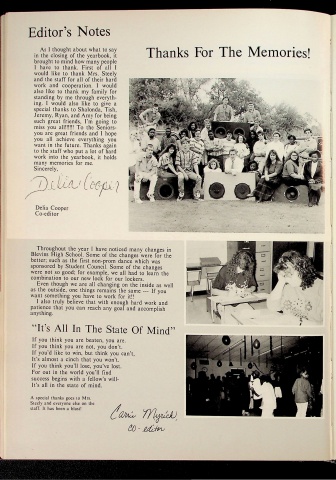 Editor's Notes
As I thought about what to say
in the closing of the yearbook, it
brought to mind how many people
I have to thank. First of all I
would like to thank Mrs. Steely
and the staff for all of their hard
work and cooperation. I would
also like to thank my family for
standing by me through everyth-
ing. I would also like to give a
special thanks to Shalonda, Tish,
Jeremy, Ryan, and Amy for being
such great friends, I'm going to
miss you all!!!! To the Seniors-
you are great friends and I hope
you all achieve everything you
want in the future. Thanks again
to the staff who put a lot of hard
work into the yearbook, it holds
many memories for me.
Sincerely,
Delia Cooper
Delia Cooper
Co-editor
Thanks For The Memories!
Throughout the year I have noticed many changes in
Blevins High School. Some of the changes were for the
better; such as the first non-prom dance which was
sponsored by Student Council. Some of the changes
were not so good; for example, we all had to learn the
combination to our new lock for our lockers.
Even though we are all changing on the inside as well
as the outside, one things remains the same — If you
want something you have to work for it!!
I also truly believe that with enough hard work and
patience that you can reach any goal and accomplish
anything.
"It's All In The State Of Mind"
If you think you are beaten, you are.
If you think you are not, you don't.
If you'd like to win, but think you can't,
It's almost a cinch that you won't.
If you think you'll lose, you've lost.
For out in the world you'll find
success begins with a fellow's will-
It's all in the state of mind.
A special thanks goes to Mrs.
Steely and everyone else on the
staff. It has been a blast!
Carrie Myrick,
co-editor